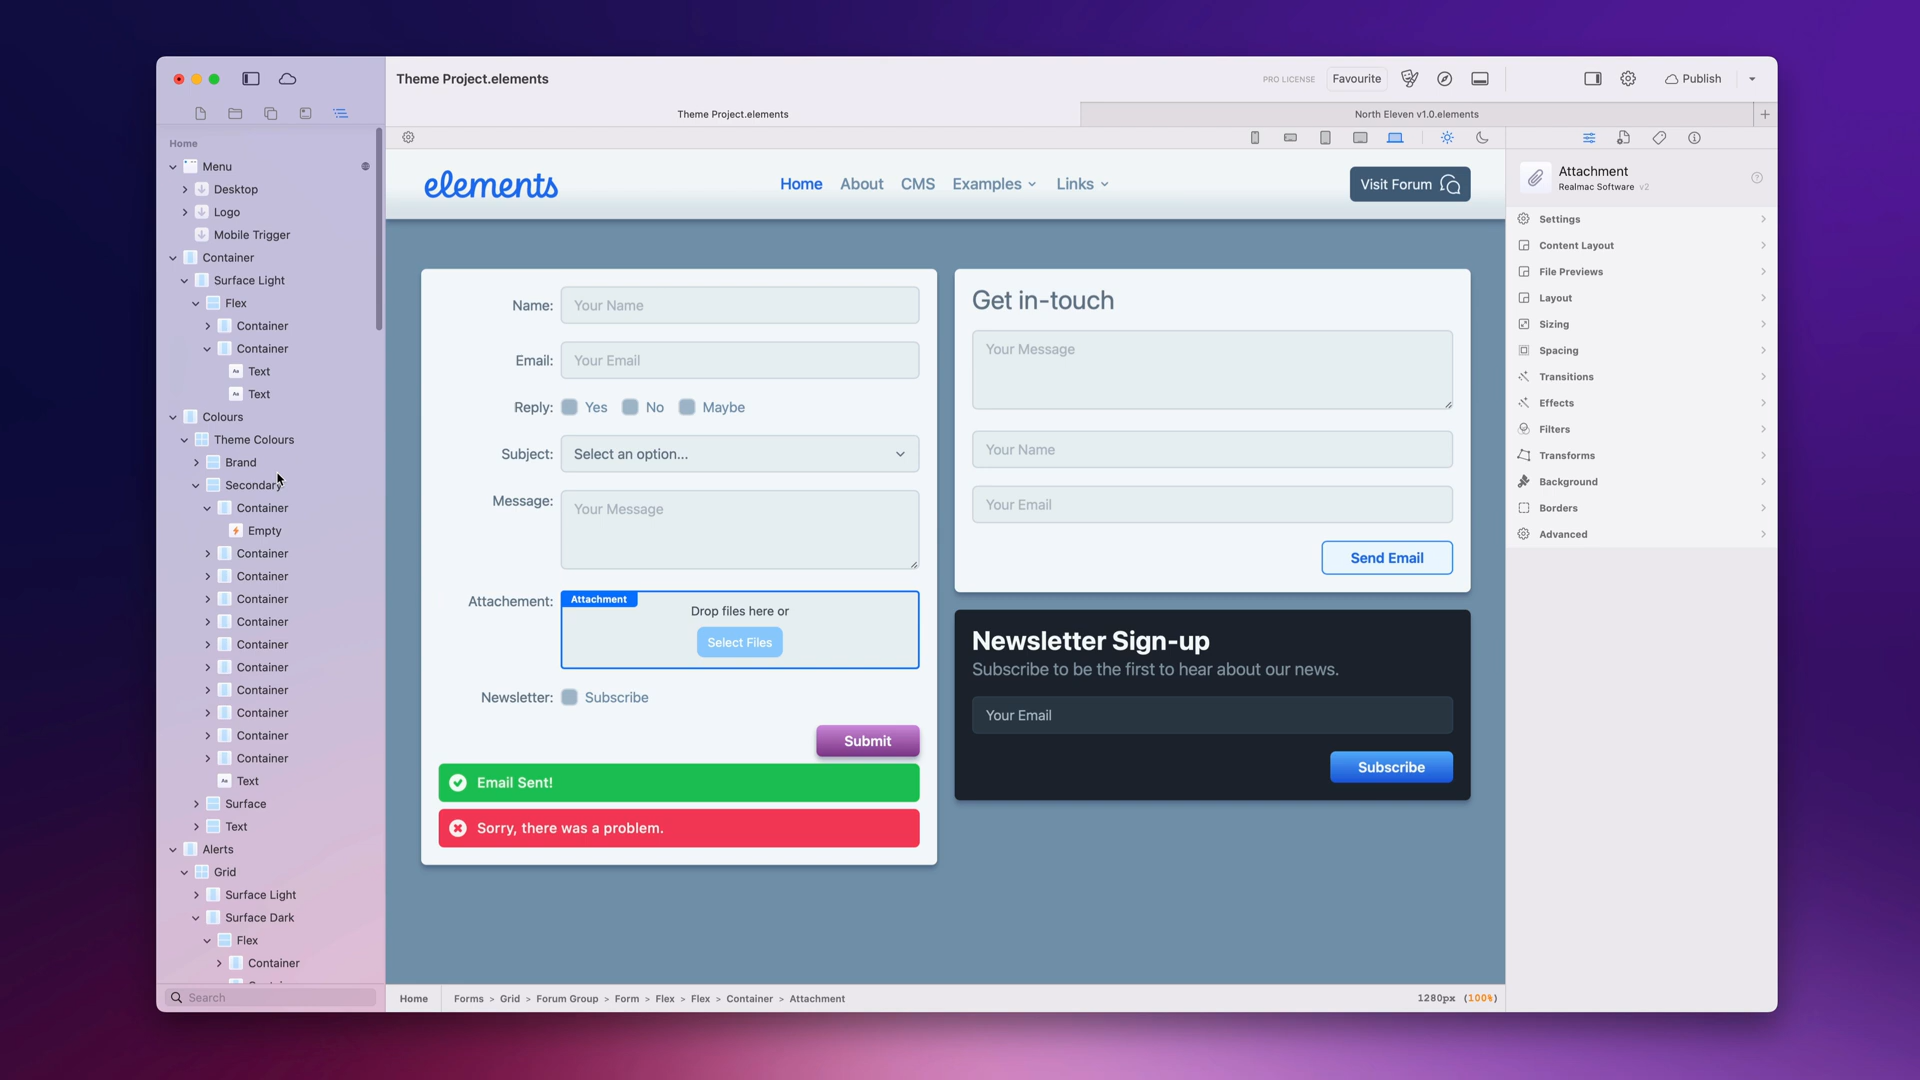 Theme Project.elements
PRO LICENSE
Favourite
Publish
Theme Project.elements
North Eleven v1.0.elements
Home
Menu
Desktop
Logo
Mobile Trigger
Container
Surface Light
Flex
Container
Container
Text
Text
Colours
Theme Colours
Brand
Secondary
Container
Empty
Container
Container
Container
Container
Container
Container
Container
Container
Container
Container
Text
Surface
Text
Alerts
Grid
Surface Light
Surface Dark
Flex
Container
Search
elements
Home
About
CMS
Examples
Links
Visit Forum
Name:
Your Name
Email:
Your Email
Reply:
Yes
No
Maybe
Subject:
Select an option...
Message:
Your Message
Attachement:
Attachment
Drop files here or
Select Files
Newsletter:
Subscribe
Submit
Email Sent!
Sorry, there was a problem.
Get in-touch
Your Message
Your Name
Your Email
Send Email
Newsletter Sign-up
Subscribe to be the first to hear about our news.
Your Email
Subscribe
Home
Forms > Grid > Forum Group > Form > Flex > Flex > Container > Attachment
1280px (100%)
Attachment
Realmac Software v2
Settings
Content Layout
File Previews
Layout
Sizing
Spacing
Transitions
Effects
Filters
Transforms
Background
Borders
Advanced